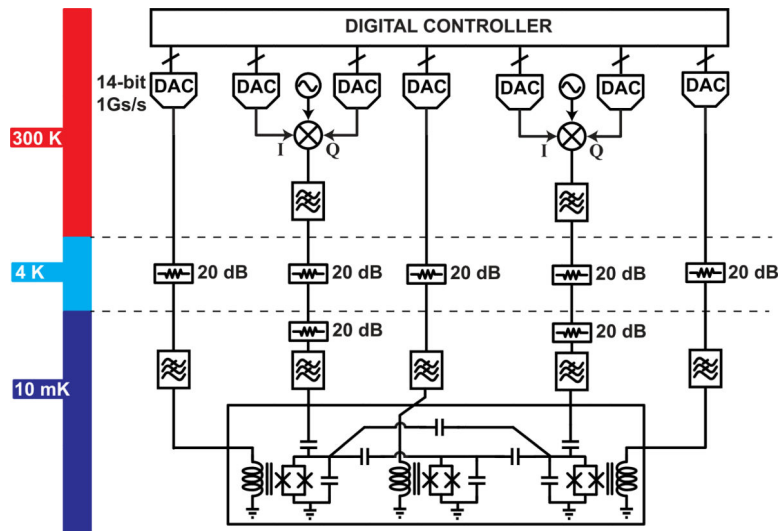 DIGITAL CONTROLLER
14-bit
1Gs/s
DAC DAC DAC DAC DAC DAC DAC
300 K
I Q I Q
4 K
20 dB 20 dB 20 dB 20 dB 20 dB
20 dB 20 dB
10 mK